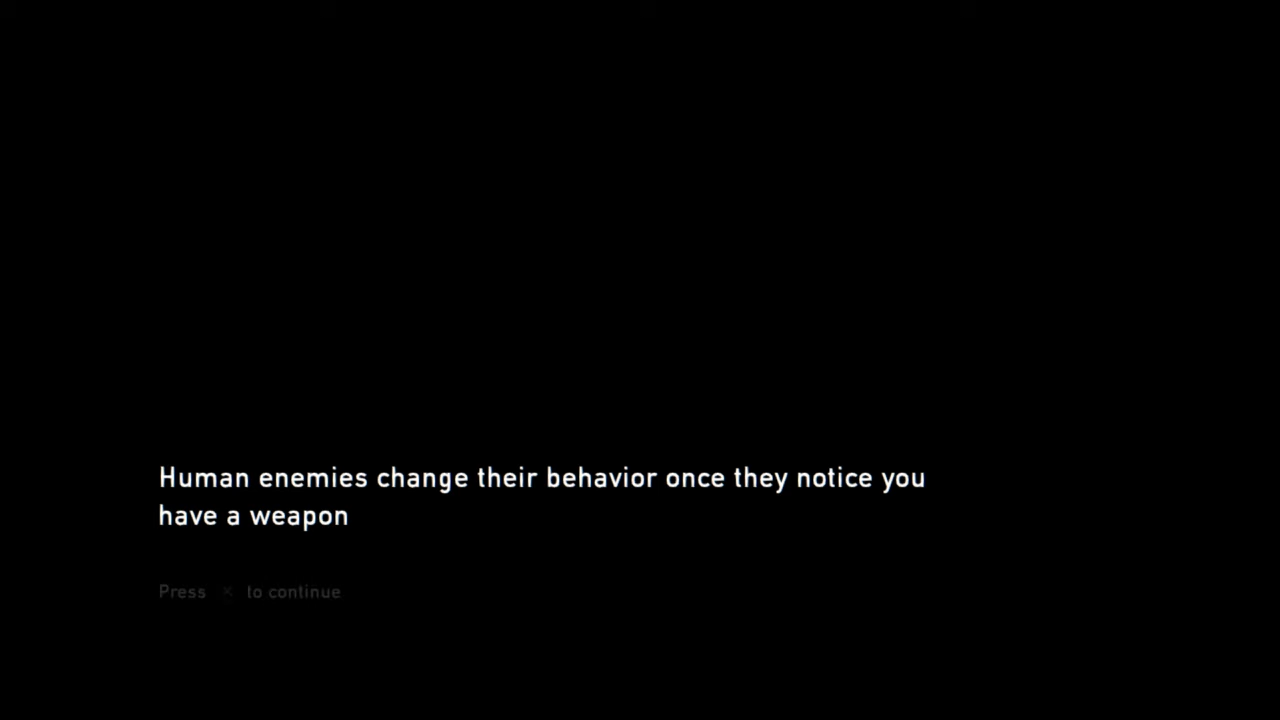 Human enemies change their behavior once they notice you
have a weapon
Press ✕ to continue